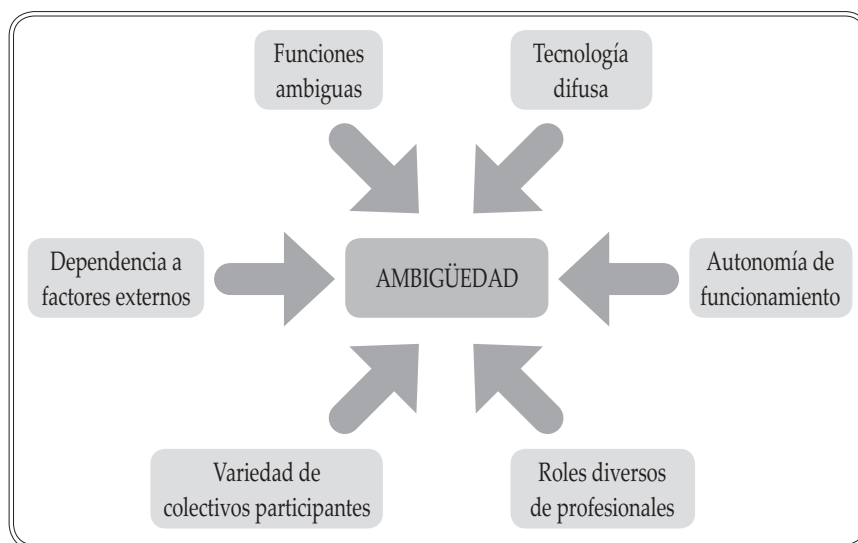 Funciones
ambiguas
Tecnología
difusa
Dependencia a
factores externos
AMBIGÜEDAD
Autonomía de
funcionamiento
Variedad de
colectivos participantes
Roles diversos
de profesionales